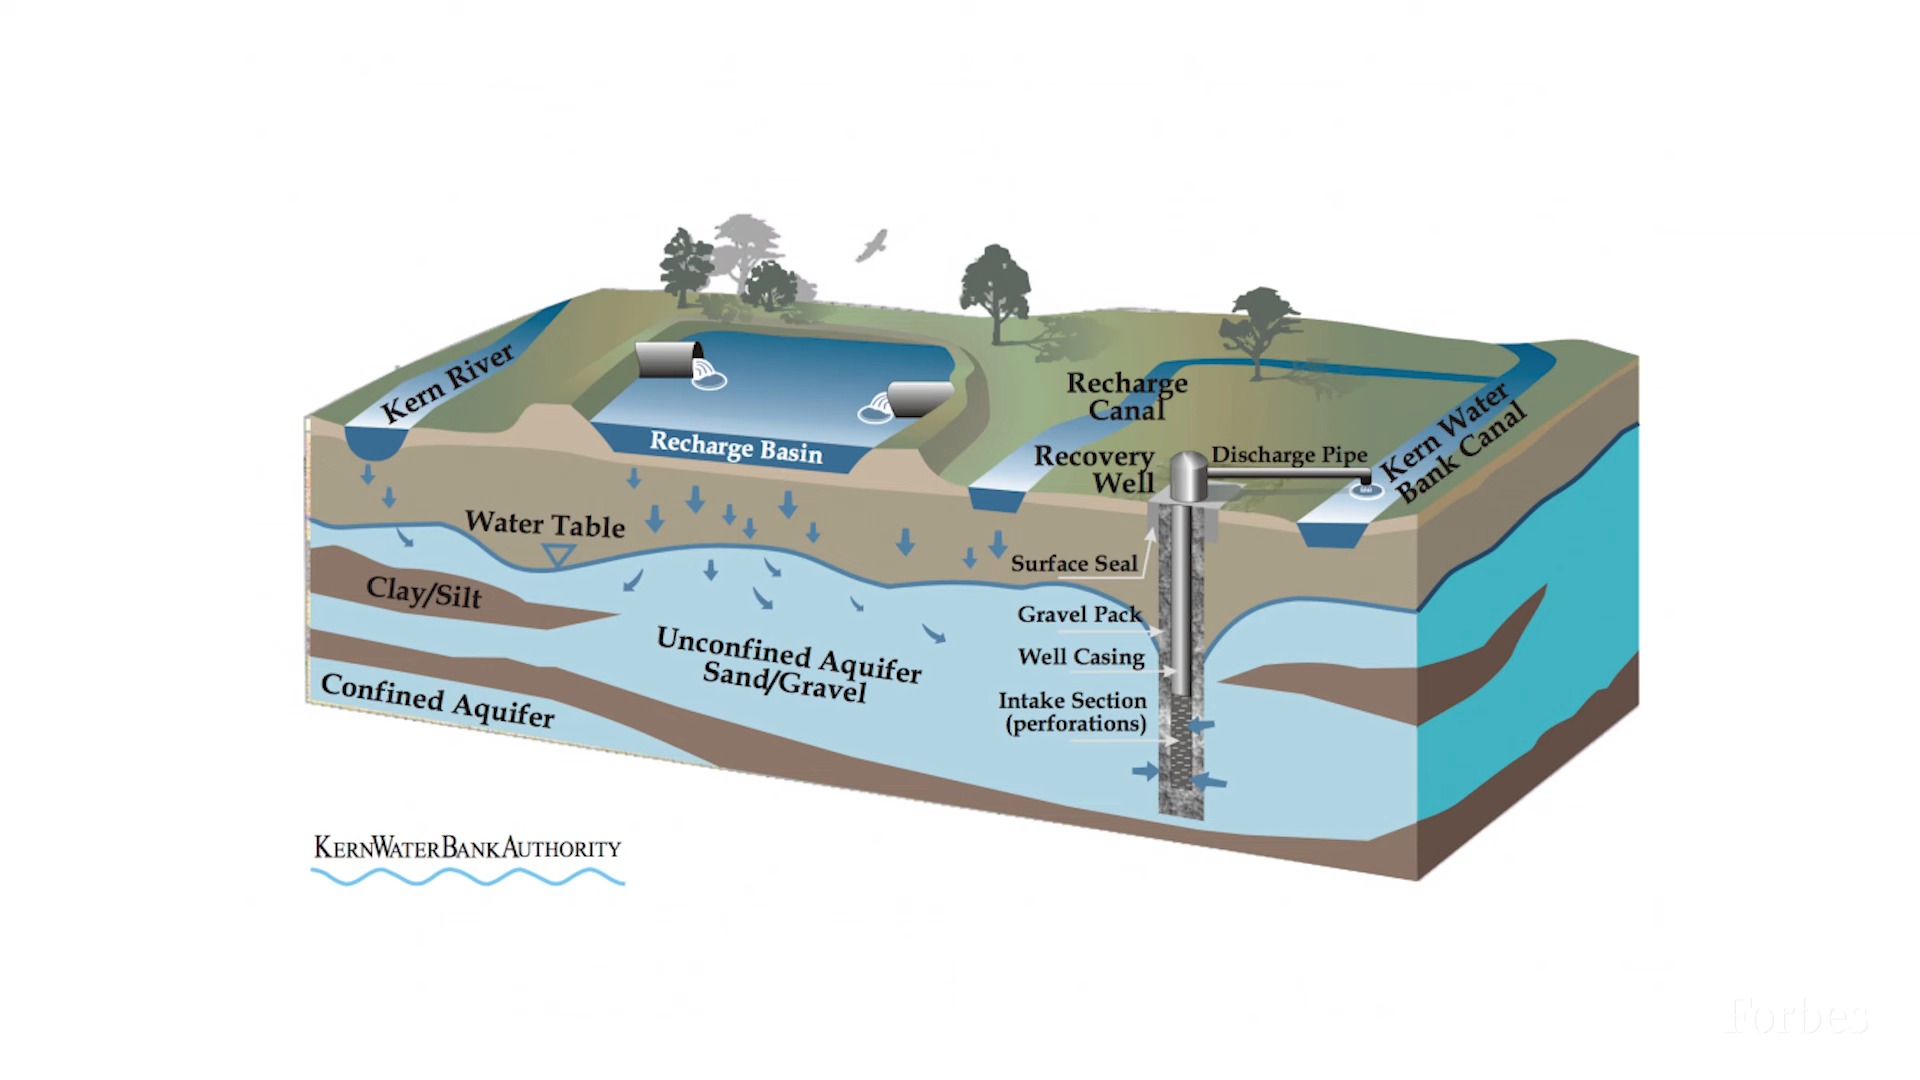 Kern River
Recharge Basin
Recharge
Canal
Recovery
Well
Discharge Pipe
Kern Water
Bank Canal
Water Table
Surface Seal
Clay/Silt
Gravel Pack
Unconfined Aquifer
Sand/Gravel
Well Casing
Confined Aquifer
Intake Section
(perforations)
KERNWATERBANKAUTHORITY
Forbes